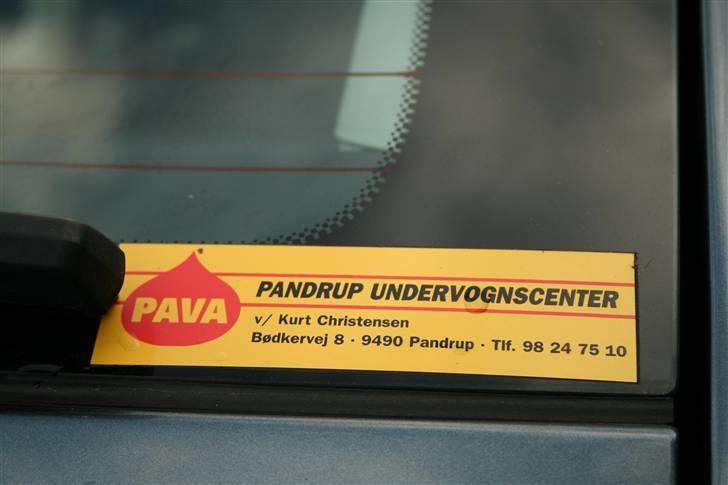 PAVA
PANDRUP UNDERVOGNSCENTER
v/ Kurt Christensen
Bødkervej 8 · 9490 Pandrup · Tlf. 98 24 75 10